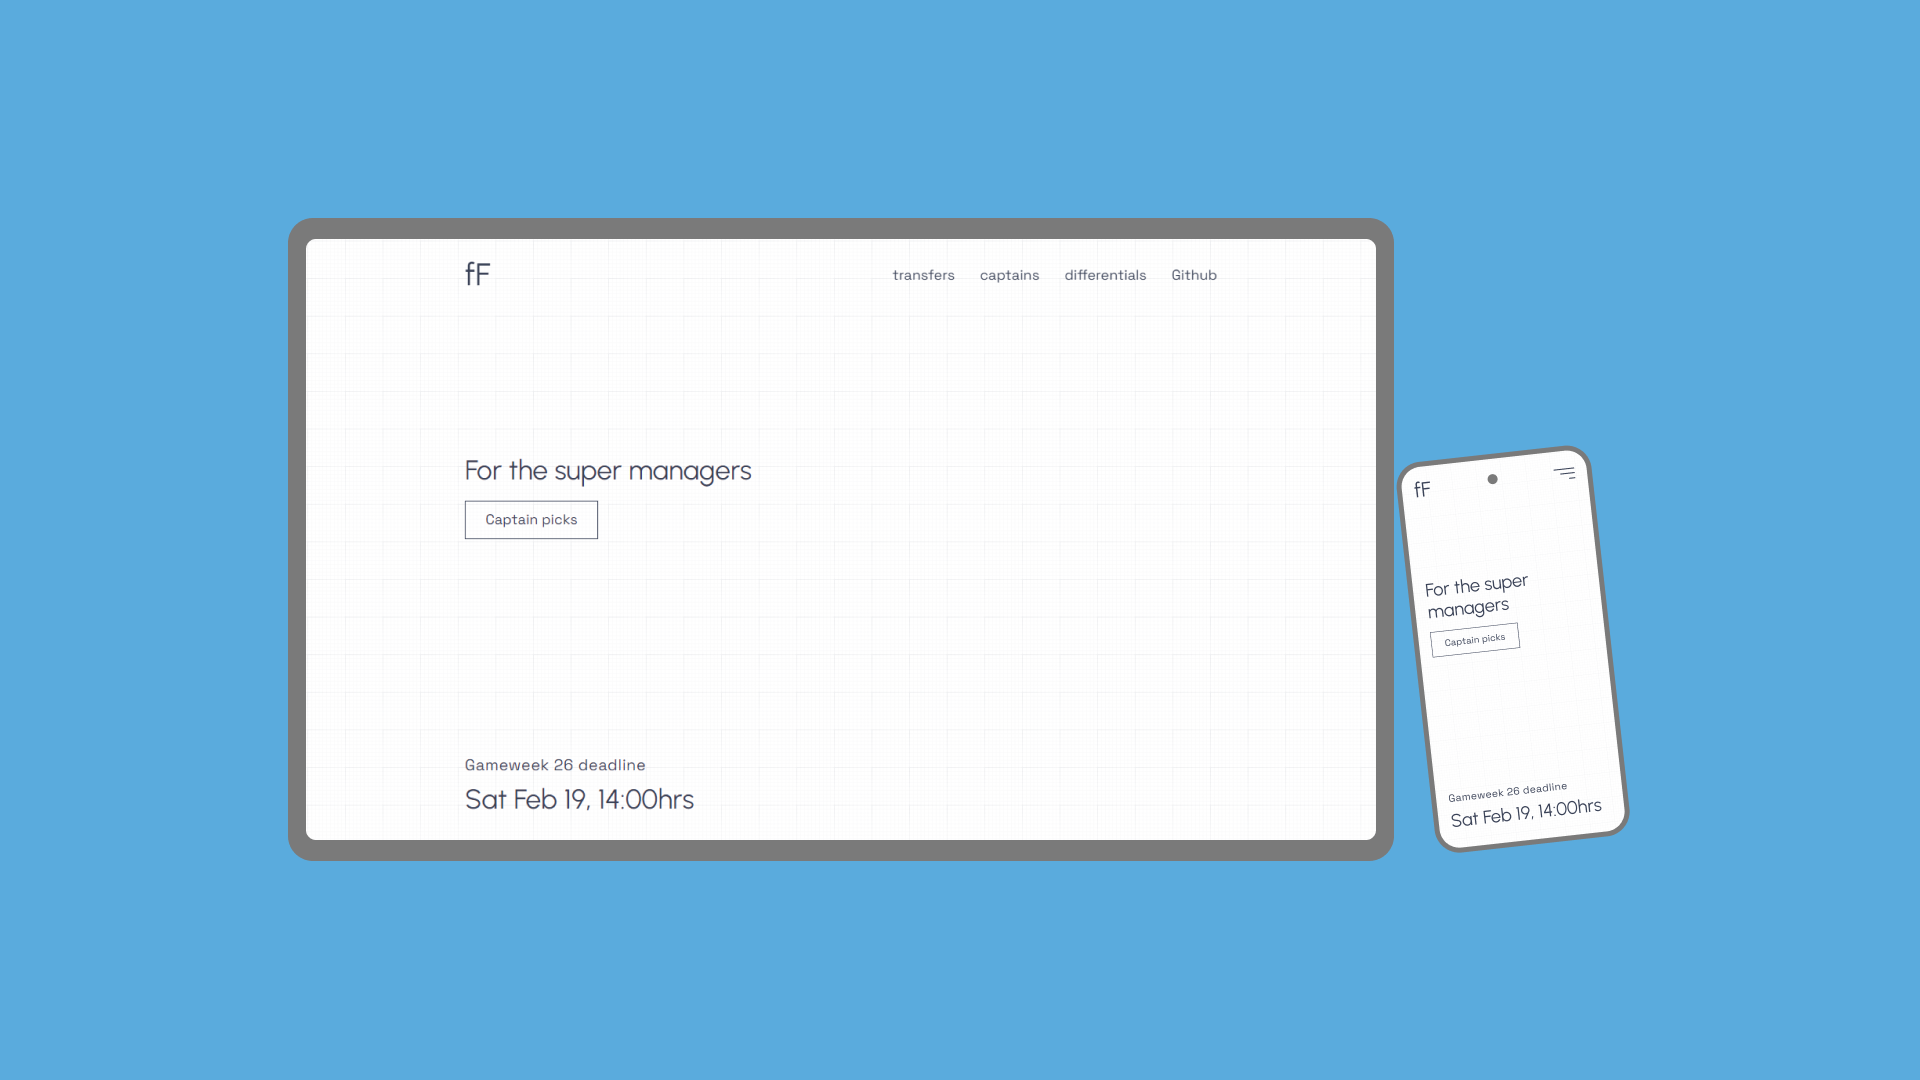 fF
transfers captains differentials Github
For the super managers
Captain picks
Gameweek 26 deadline
Sat Feb 19, 14:00hrs
fF
For the super
managers
Captain picks
Gameweek 26 deadline
Sat Feb 19, 14:00hrs